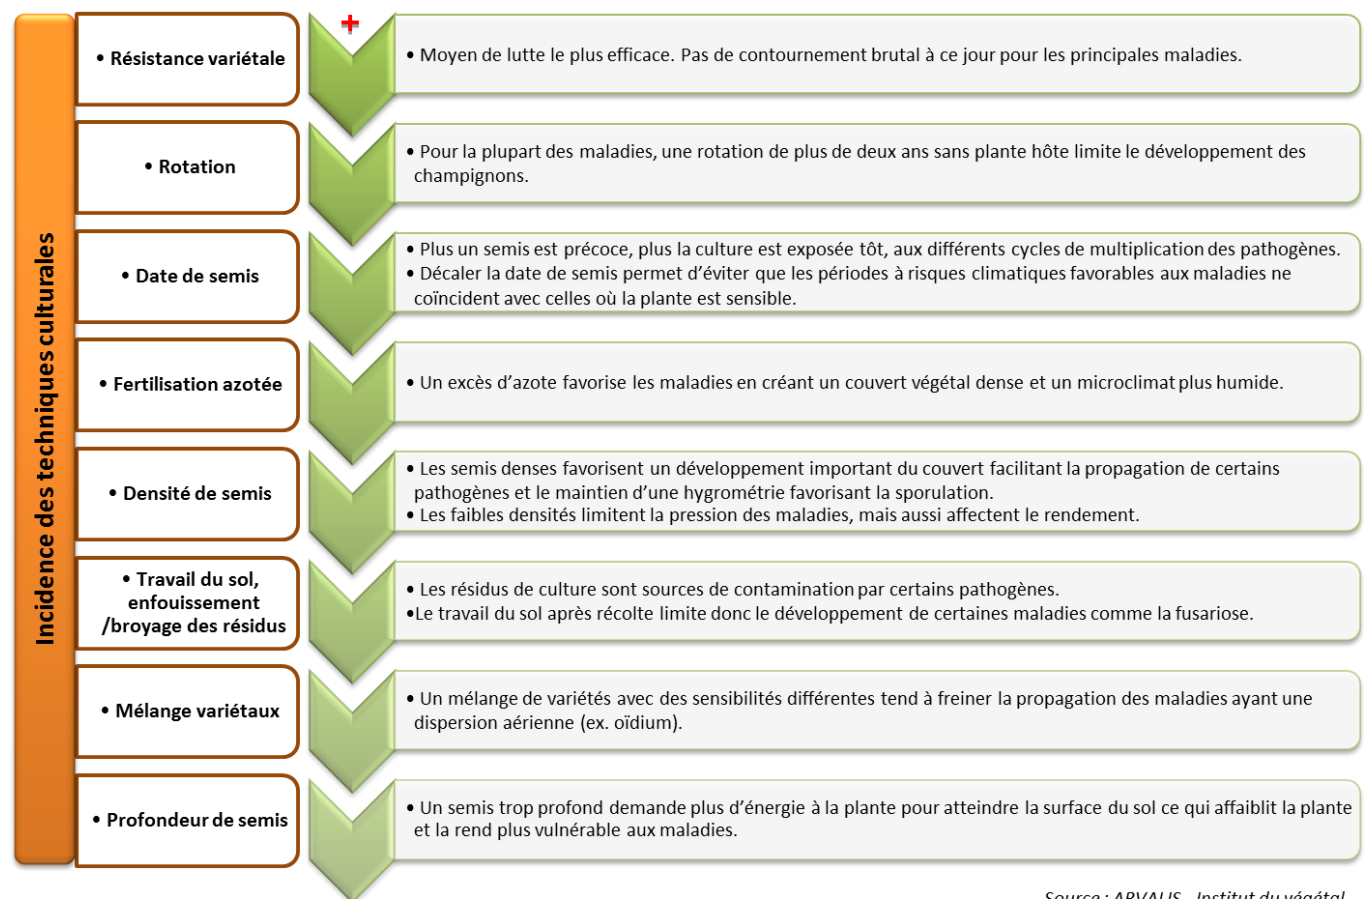 Incidence des techniques culturales
• Résistance variétale
+
• Moyen de lutte le plus efficace. Pas de contournement brutal à ce jour pour les principales maladies.
• Rotation
• Pour la plupart des maladies, une rotation de plus de deux ans sans plante hôte limite le développement des
champignons.
• Date de semis
• Plus un semis est précoce, plus la culture est exposée tôt, aux différents cycles de multiplication des pathogènes.
• Décaler la date de semis permet d’éviter que les périodes à risques climatiques favorables aux maladies ne
coïncident avec celles où la plante est sensible.
• Fertilisation azotée
• Un excès d’azote favorise les maladies en créant un couvert végétal dense et un microclimat plus humide.
• Densité de semis
• Les semis denses favorisent un développement important du couvert facilitant la propagation de certains
pathogènes et le maintien d’une hygrométrie favorisant la sporulation.
• Les faibles densités limitent la pression des maladies, mais aussi affectent le rendement.
• Travail du sol,
enfouissement
/broyage des résidus
• Les résidus de culture sont sources de contamination par certains pathogènes.
•Le travail du sol après récolte limite donc le développement de certaines maladies comme la fusariose.
• Mélange variétaux
• Un mélange de variétés avec des sensibilités différentes tend à freiner la propagation des maladies ayant une
dispersion aérienne (ex. oïdium).
• Profondeur de semis
• Un semis trop profond demande plus d’énergie à la plante pour atteindre la surface du sol ce qui affaiblit la plante
et la rend plus vulnérable aux maladies.
Source : ARVALIS - Institut du végétal